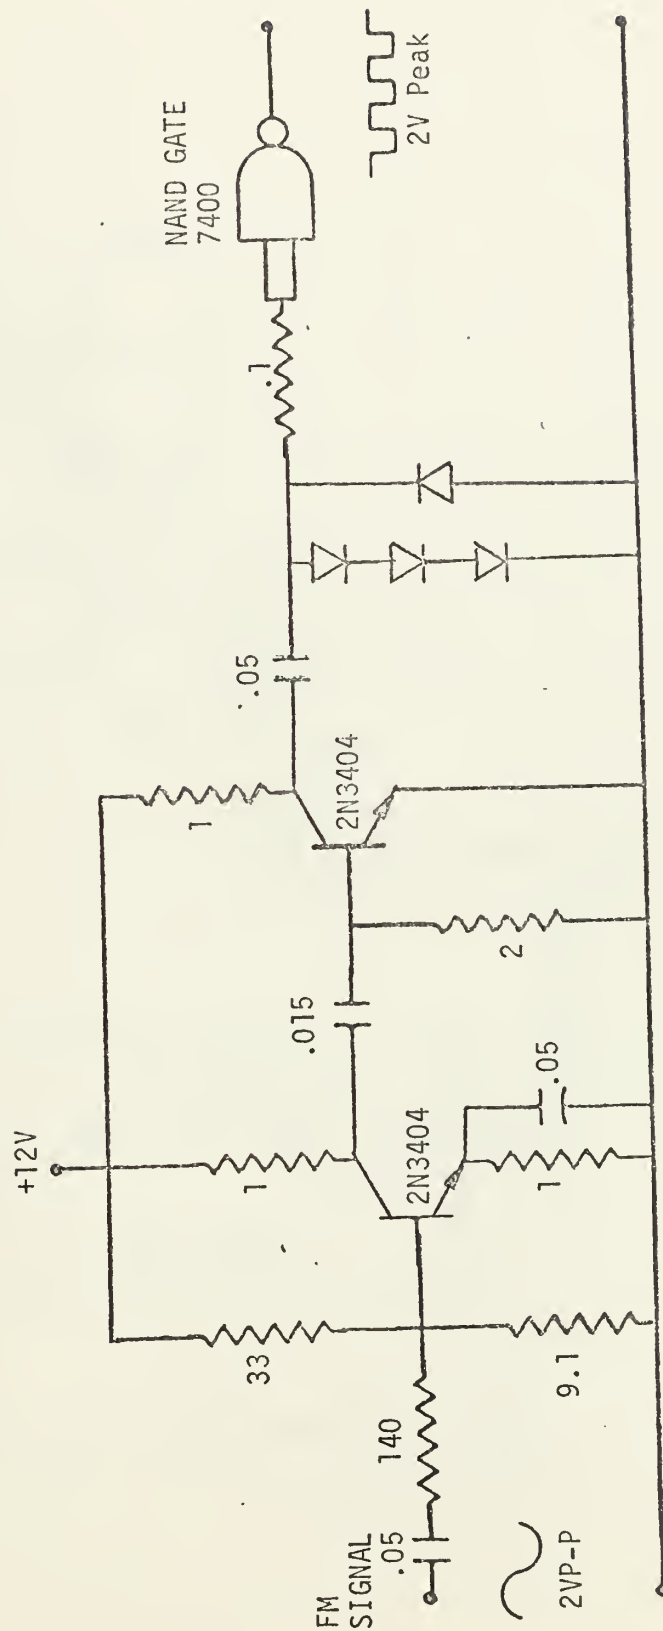 FM
SIGNAL
.05
2VP-P
140
33
9.1
+12V
1
2N3404
1
.05
.015
2
1
2N3404
.05
.1
NAND GATE
7400
2V Peak